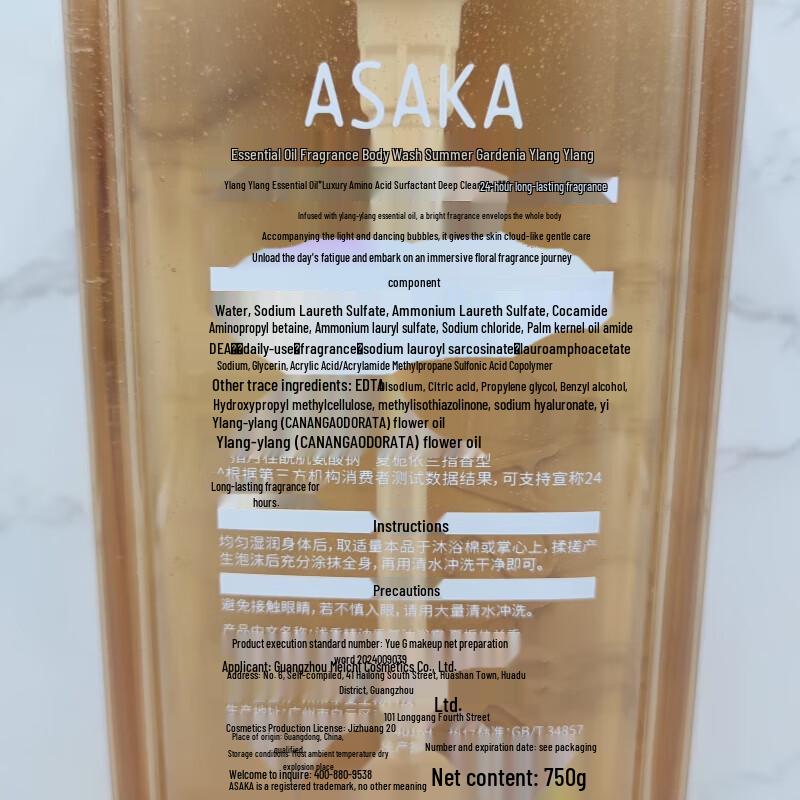 ASAKA
Essential Oil Fragrance Body Wash Summer Gardenia Ylang Ylang
Ylang Ylang Essential Oil"Luxury Amino Acid Surfactant Deep Clean 24-hour long-lasting fragrance
Infused with ylang-ylang essential oil, a bright fragrance envelops the whole body
Accompanying the light and dancing bubbles, it gives the skin cloud-like gentle care
Unload the day's fatigue and embark on an immersive floral fragrance journey
component
Water, Sodium Laureth Sulfate, Ammonium Laureth Sulfate, Cocamide
Aminopropyl betaine, Ammonium lauryl sulfate, Sodium chloride, Palm kernel oil amide
DEA daily-use fragrance sodium lauroyl sarcosinate lauroamphoacetate
Sodium, Glycerin, Acrylic Acid/Acrylamide Methylpropane Sulfonic Acid Copolymer
Other trace ingredients: EDTA disodium, Citric acid, Propylene glycol, Benzyl alcohol,
Hydroxypropyl methylcellulose, methylisothiazolinone, sodium hyaluronate, yi
Ylang-ylang (CANANGAODORATA) flower oil
Ylang-ylang (CANANGAODORATA) flower oil
^根据第三方机构消费者测试数据结果,可支持宣称24
Long-lasting fragrance for
hours.
Instructions
均匀湿润身体后,取适量本品于沐浴棉或掌心上,揉搓产
生泡沫后充分涂抹全身,再用清水冲洗干净即可。
Precautions
避免接触眼睛,若不慎入眼,请用大量清水冲洗。
Product execution standard number: Yue G makeup net preparation
word 2024009039
Applicant: Guangzhou Meichi Cosmetics Co., Ltd.
Address: No. 6, Self-compiled, 41 Hailong South Street, Huashan Town, Huadu
District, Guangzhou
Ltd.
101 Longgang Fourth Street
Cosmetics Production License: Jizhuang 20
GB/T 34857
Place of origin: Guangdong, China,
qualified
Number and expiration date: see packaging
Storage conditions: most ambient temperature dry
explosion place
Welcome to inquire: 400-880-9538
Net content: 750g
ASAKA is a registered trademark, no other meaning